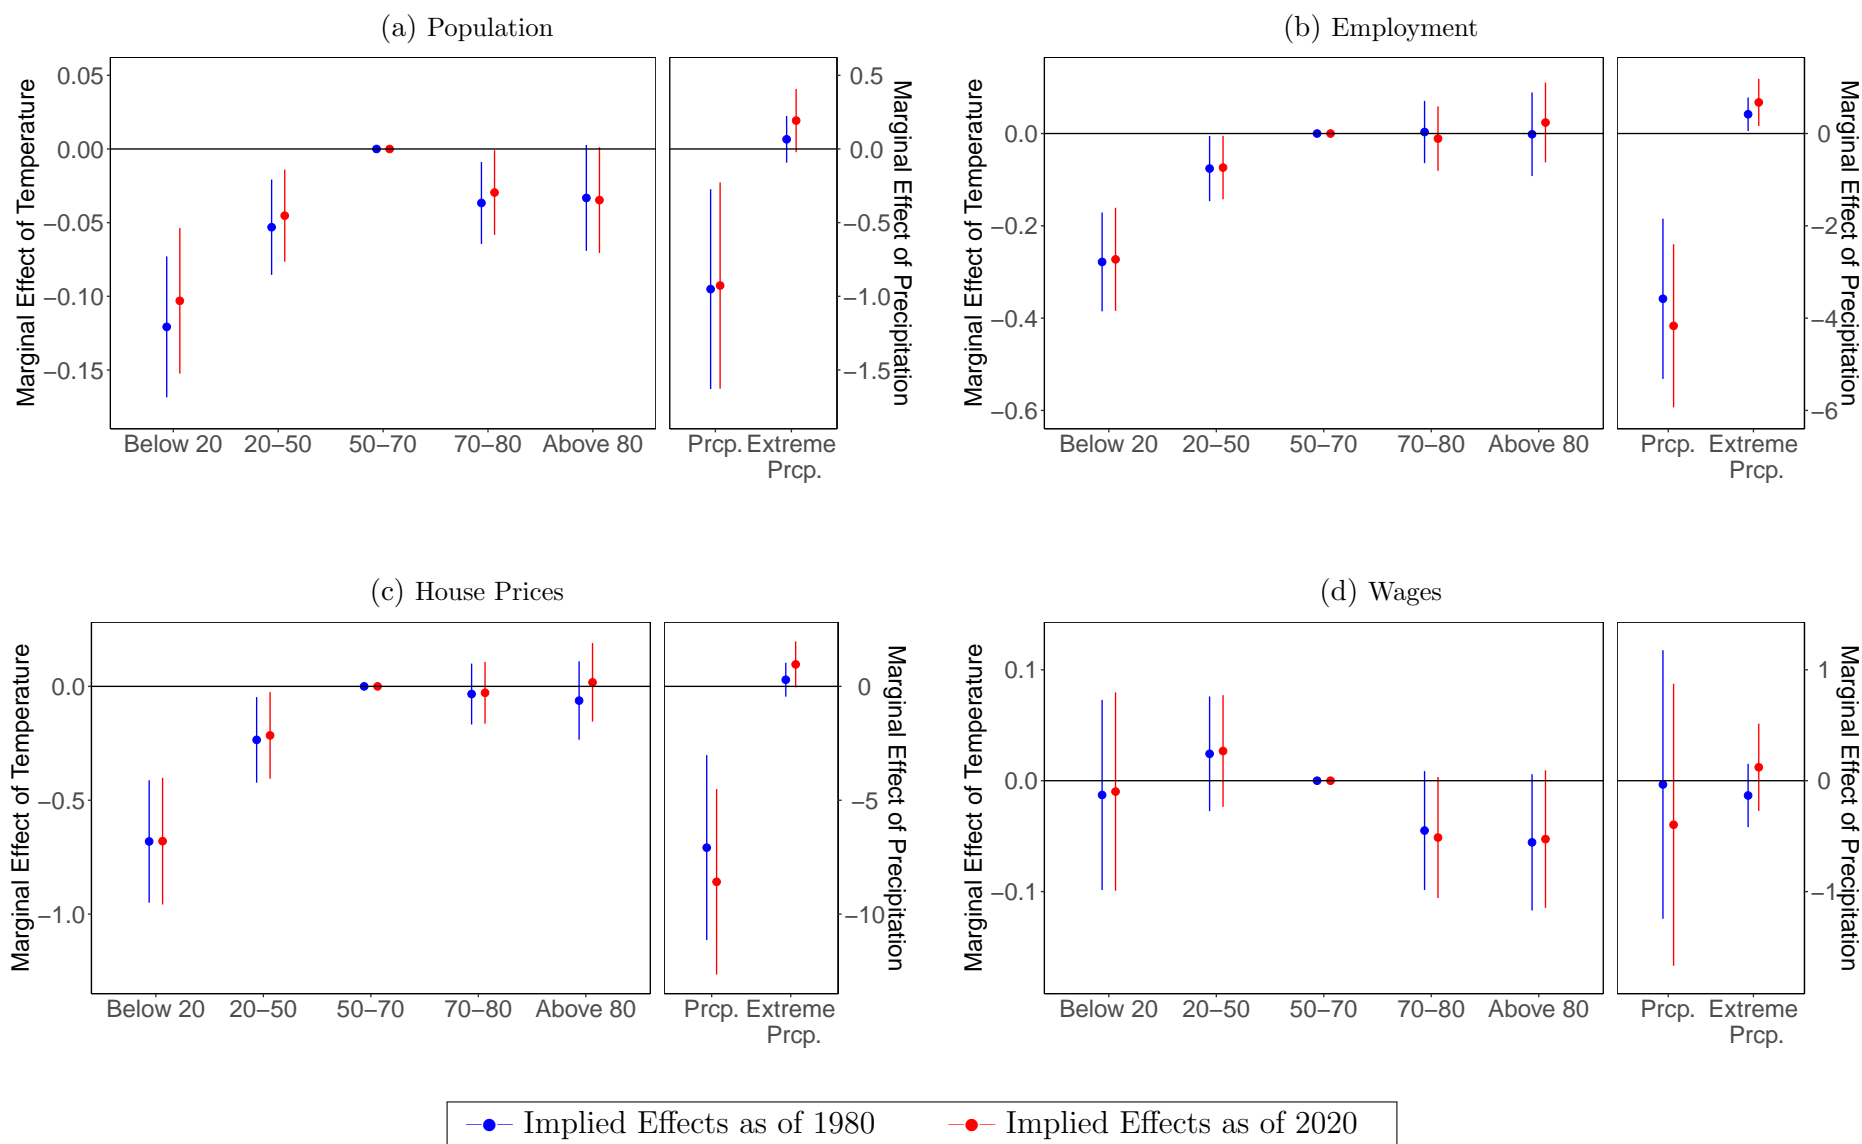 (a) Population
Marginal Effect of Temperature
0.05
0.00
−0.05
−0.10
−0.15
Below 20 20−50 50−70 70−80 Above 80
0.5
0.0
−0.5
−1.0
−1.5
Marginal Effect of Precipitation
Prcp. Extreme
Prcp.
(b) Employment
Marginal Effect of Temperature
0.0
−0.2
−0.4
−0.6
Below 20 20−50 50−70 70−80 Above 80
0
−2
−4
−6
Marginal Effect of Precipitation
Prcp. Extreme
Prcp.
(c) House Prices
Marginal Effect of Temperature
0.0
−0.5
−1.0
Below 20 20−50 50−70 70−80 Above 80
0
−5
−10
Marginal Effect of Precipitation
Prcp. Extreme
Prcp.
(d) Wages
Marginal Effect of Temperature
0.1
0.0
−0.1
Below 20 20−50 50−70 70−80 Above 80
1
0
−1
Marginal Effect of Precipitation
Prcp. Extreme
Prcp.
Implied Effects as of 1980 Implied Effects as of 2020